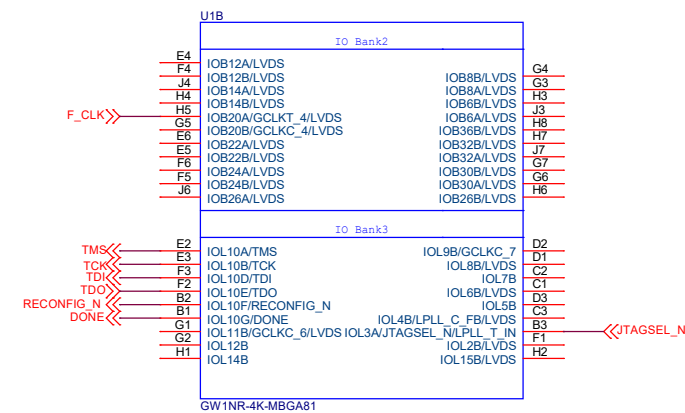 U1B
IO Bank2
E4 IOB12A/LVDS
F4 IOB12B/LVDS IOB8B/LVDS G4
J4 IOB14A/LVDS IOB8A/LVDS G3
H4 IOB14B/LVDS IOB6B/LVDS H3
F_CLK H5 IOB20A/GCLKT_4/LVDS IOB6A/LVDS J3
G5 IOB20B/GCLKC_4/LVDS IOB36B/LVDS H8
E6 IOB22A/LVDS IOB32B/LVDS H7
E5 IOB22B/LVDS IOB32A/LVDS J7
F6 IOB24A/LVDS IOB30B/LVDS G7
F5 IOB24B/LVDS IOB30A/LVDS G6
J6 IOB26A/LVDS IOB26B/LVDS H6
IO Bank3
TMS E2 IOL10A/TMS IOL9B/GCLKC_7 D2
TCK E3 IOL10B/TCK IOL8B/LVDS D1
TDI F3 IOL10D/TDI IOL7B C2
TDO F2 IOL10E/TDO IOL6B/LVDS C1
RECONFIG_N B2 IOL10F/RECONFIG_N IOL5B D3
DONE B1 IOL10G/DONE IOL4B/LPLL_C_FB/LVDS C3
G1 IOL11B/GCLKC_6/LVDS IOL3A/JTAGSEL_N/LPLL_T_IN B3 JTAGSEL_N
G2 IOL12B IOL2B/LVDS F1
H1 IOL14B IOL15B/LVDS H2
GW1NR-4K-MBGA81